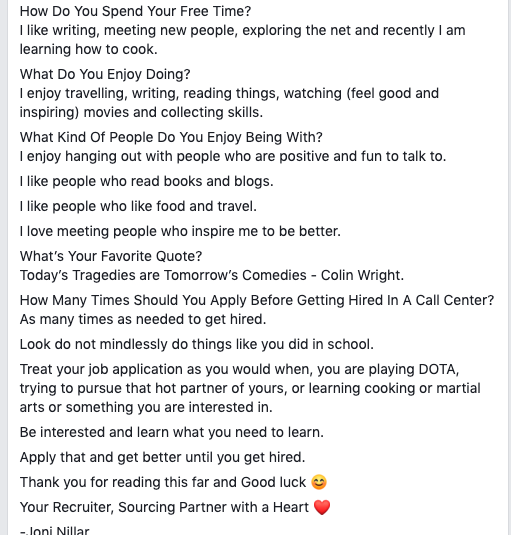 How Do You Spend Your Free Time?
I like writing, meeting new people, exploring the net and recently I am
learning how to cook.
What Do You Enjoy Doing?
I enjoy travelling, writing, reading things, watching (feel good and
inspiring) movies and collecting skills.
What Kind Of People Do You Enjoy Being With?
I enjoy hanging out with people who are positive and fun to talk to.
I like people who read books and blogs.
I like people who like food and travel.
I love meeting people who inspire me to be better.
What's Your Favorite Quote?
Today's Tragedies are Tomorrow's Comedies - Colin Wright.
How Many Times Should You Apply Before Getting Hired In A Call Center?
As many times as needed to get hired.
Look do not mindlessly do things like you did in school.
Treat your job application as you would when, you are playing DOTA,
trying to pursue that hot partner of yours, or learning cooking or martial
arts or something you are interested in.
Be interested and learn what you need to learn.
Apply that and get better until you get hired.
Thank you for reading this far and Good luck 😊
Your Recruiter, Sourcing Partner with a Heart ❤️
-Joni Nillar